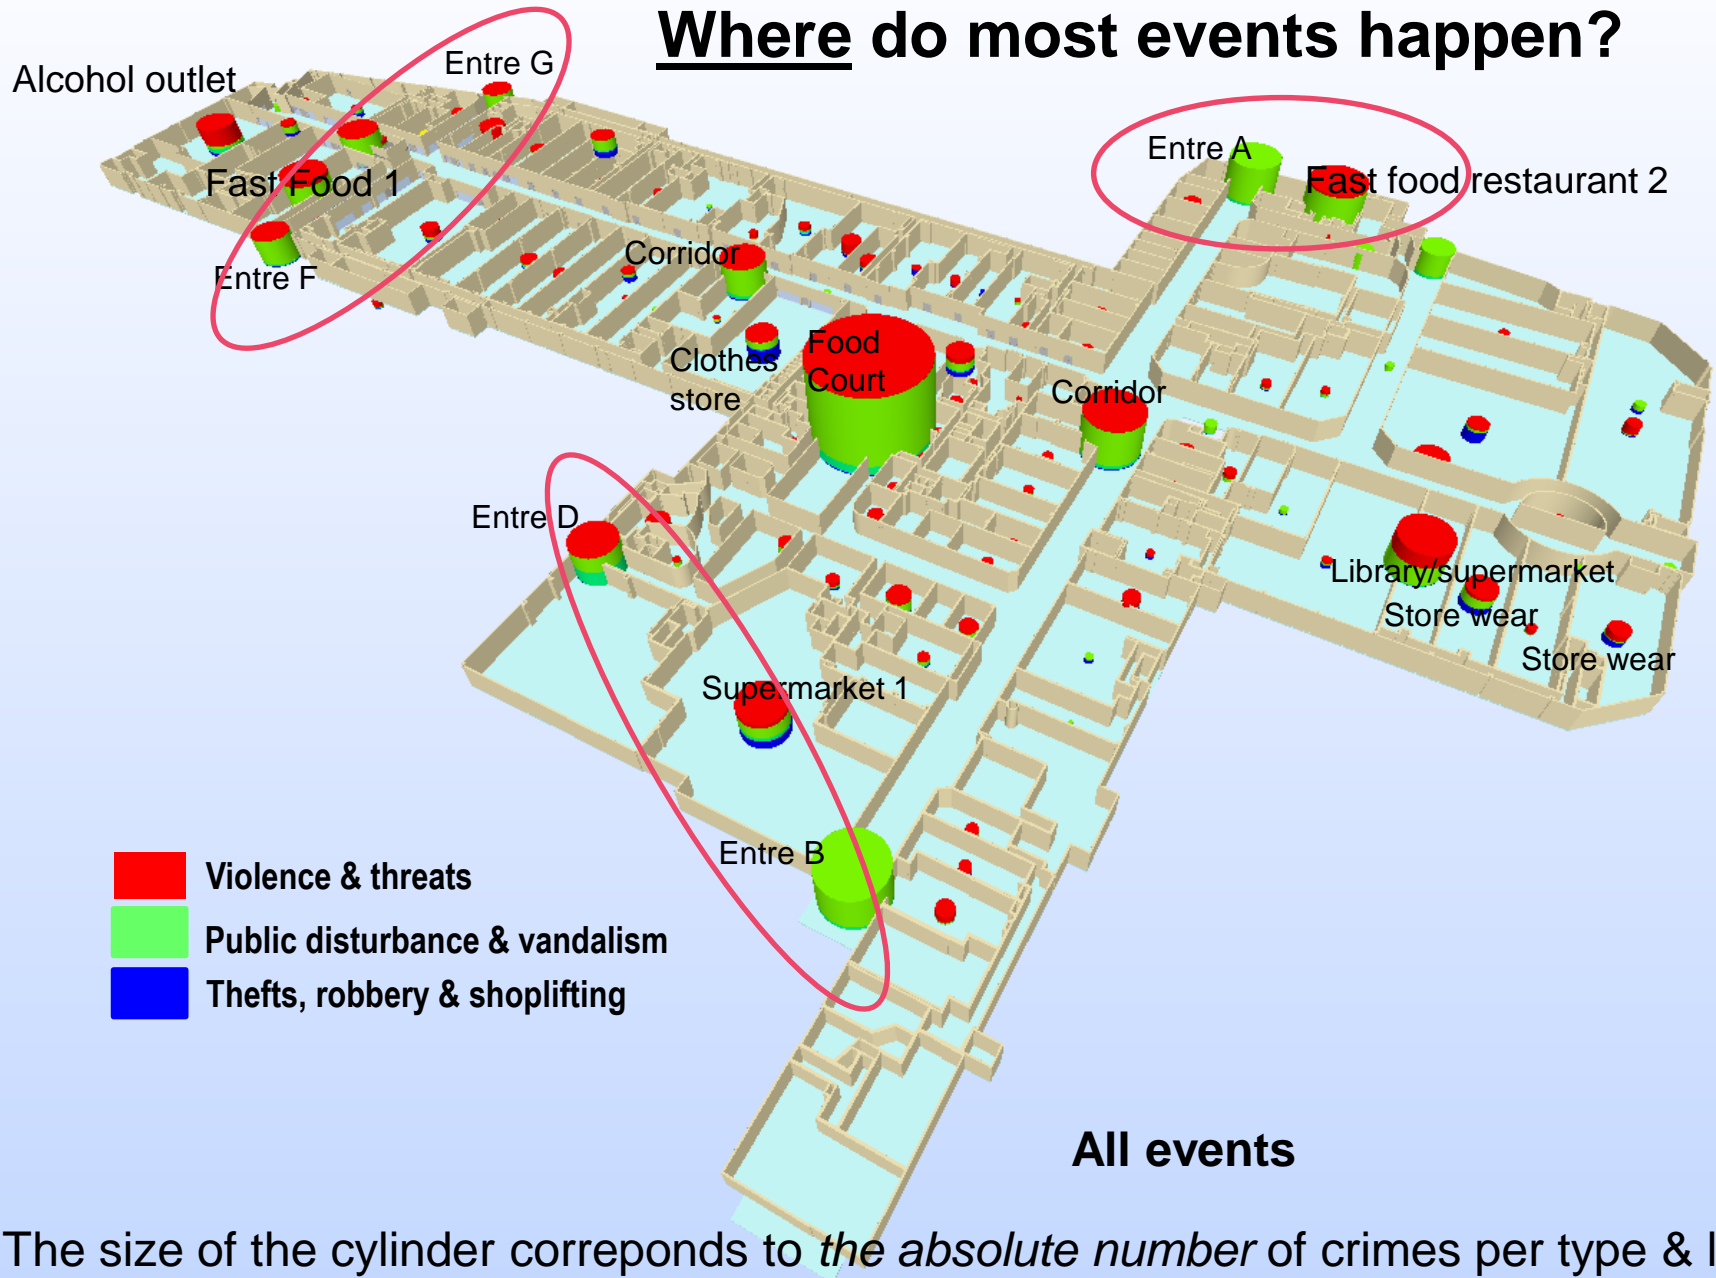 Where do most events happen?
Alcohol outlet
Entre G
Entre A
Fast Food 1
Fast food restaurant 2
Corridor
Entre F
Food
Court
Clothes
store
Corridor
Entre D
Library/supermarket
Store wear
Store wear
Supermarket 1
Entre B
Violence & threats
Public disturbance & vandalism
Thefts, robbery & shoplifting
All events
The size of the cylinder correponds to the absolute number of crimes per type & l